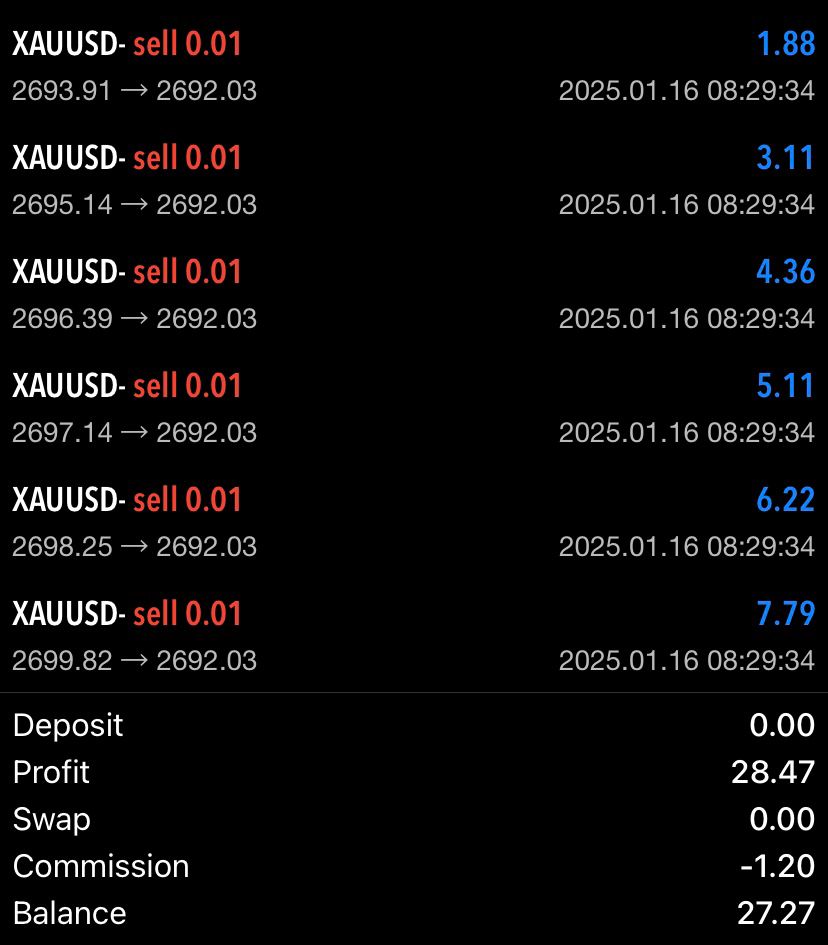 XAUUSD- sell 0.01 1.88
2693.91 → 2692.03 2025.01.16 08:29:34
XAUUSD- sell 0.01 3.11
2695.14 → 2692.03 2025.01.16 08:29:34
XAUUSD- sell 0.01 4.36
2696.39 → 2692.03 2025.01.16 08:29:34
XAUUSD- sell 0.01 5.11
2697.14 → 2692.03 2025.01.16 08:29:34
XAUUSD- sell 0.01 6.22
2698.25 → 2692.03 2025.01.16 08:29:34
XAUUSD- sell 0.01 7.79
2699.82 → 2692.03 2025.01.16 08:29:34
Deposit 0.00
Profit 28.47
Swap 0.00
Commission -1.20
Balance 27.27